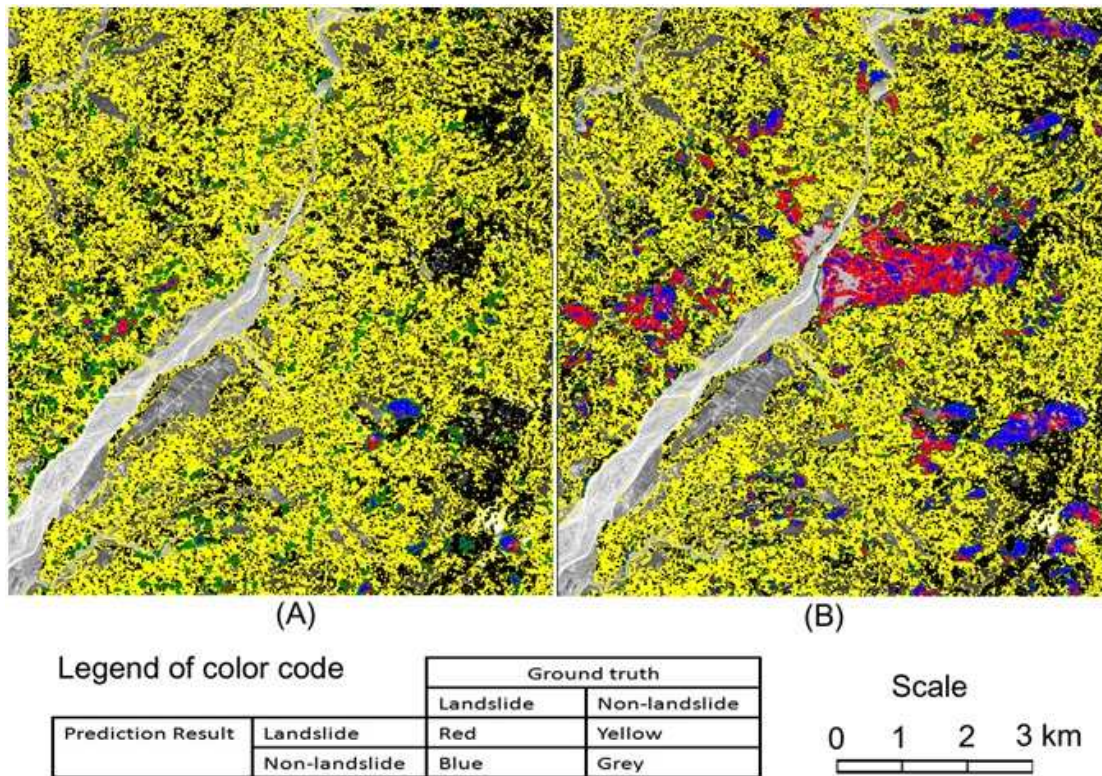 (A) (B)
Legend of color code
Ground truth
Landslide Non-landslide
Prediction Result Landslide Red Yellow
Non-landslide Blue Grey
Scale
0 1 2 3 km